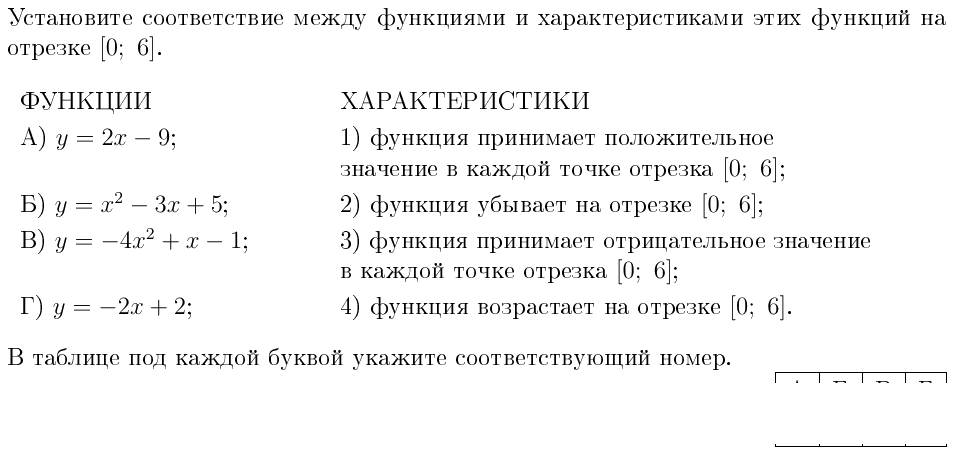 Установите соответствие между функциями и характеристиками этих функций на
отрезке [0; 6].
ФУНКЦИИ
ХАРАКТЕРИСТИКИ
А) y = 2x − 9;
1) функция принимает положительное
значение в каждой точке отрезка [0; 6];
Б) y = x² − 3x + 5;
2) функция убывает на отрезке [0; 6];
В) y = −4x² + x − 1;
3) функция принимает отрицательное значение
в каждой точке отрезка [0; 6];
Г) y = −2x + 2;
4) функция возрастает на отрезке [0; 6].
В таблице под каждой буквой укажите соответствующий номер.